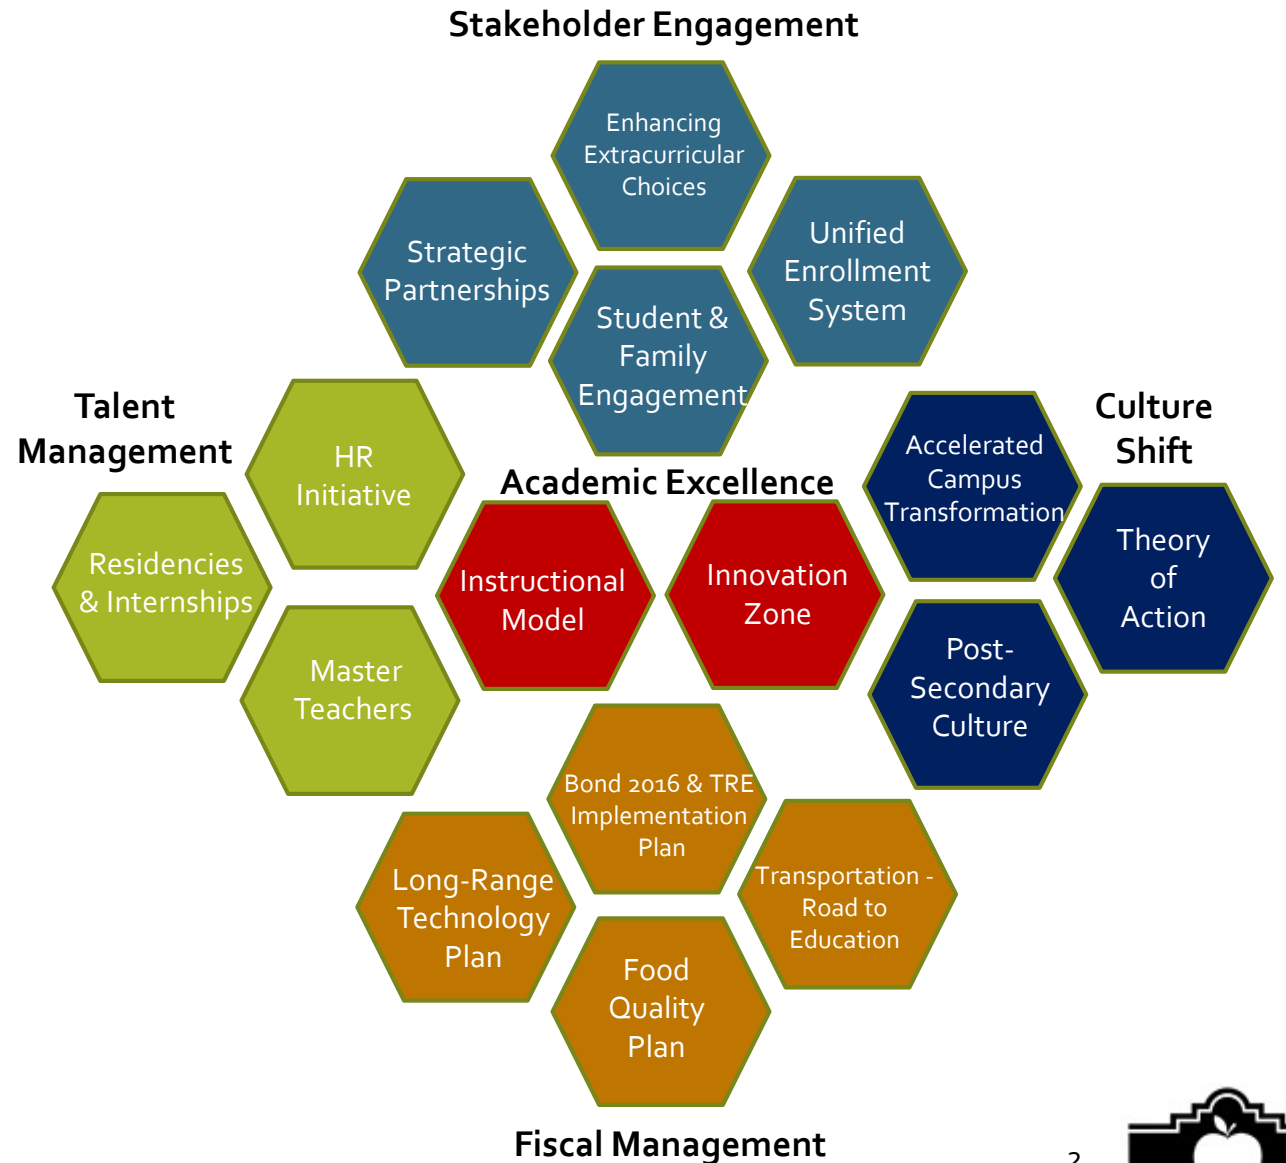 Stakeholder Engagement
Enhancing
Extracurricular
Choices
Strategic
Partnerships
Unified
Enrollment
System
Student &
Family
Engagement
Talent
Management
HR
Initiative
Residencies
& Internships
Master
Teachers
Academic Excellence
Instructional
Model
Innovation
Zone
Culture
Shift
Accelerated
Campus
Transformation
Theory
of
Action
Post-
Secondary
Culture
Bond 2016 & TRE
Implementation
Plan
Long-Range
Technology
Plan
Transportation -
Road to
Education
Food
Quality
Plan
Fiscal Management
2